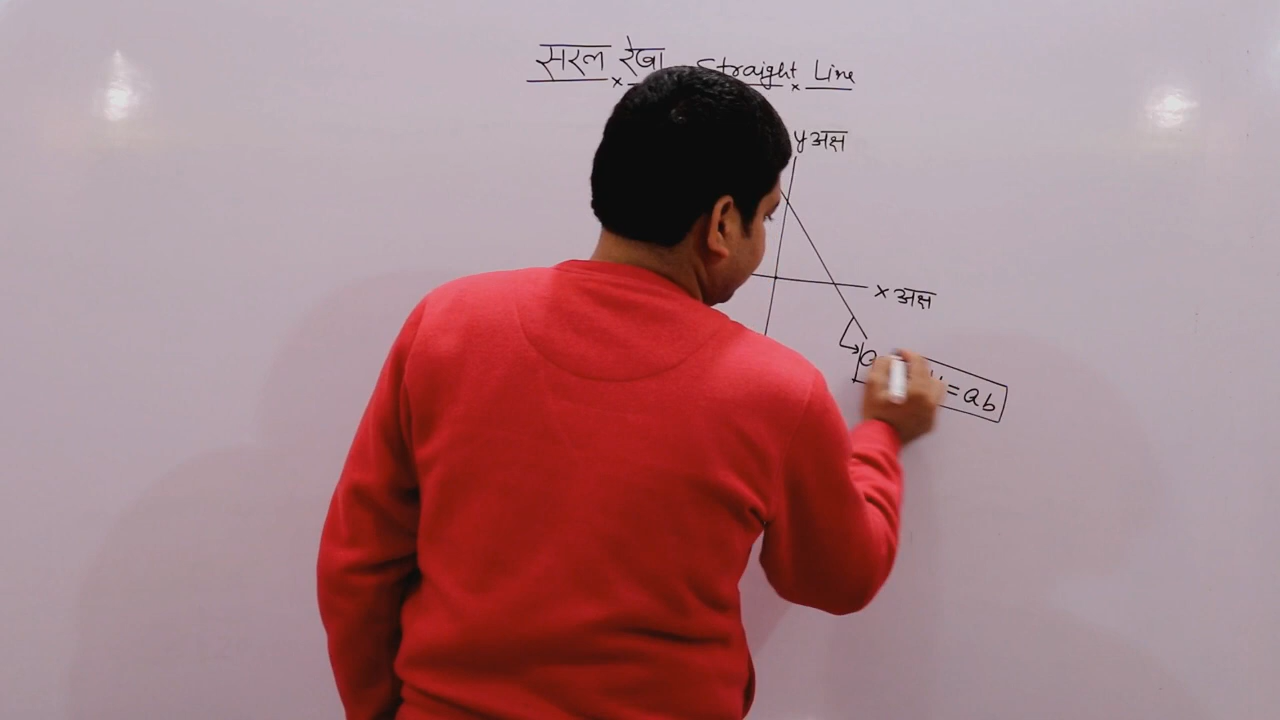 सरल रेखा Straight Line
y अक्ष
x अक्ष
= ab